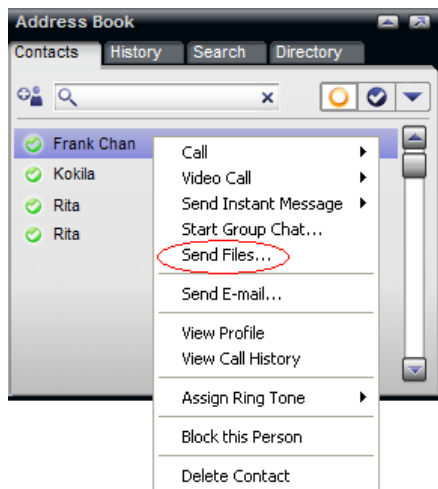 Address Book
Contacts History Search Directory
Frank Chan
Kokila
Rita
Rita
Call
Video Call
Send Instant Message
Start Group Chat...
Send Files...
Send E-mail...
View Profile
View Call History
Assign Ring Tone
Block this Person
Delete Contact